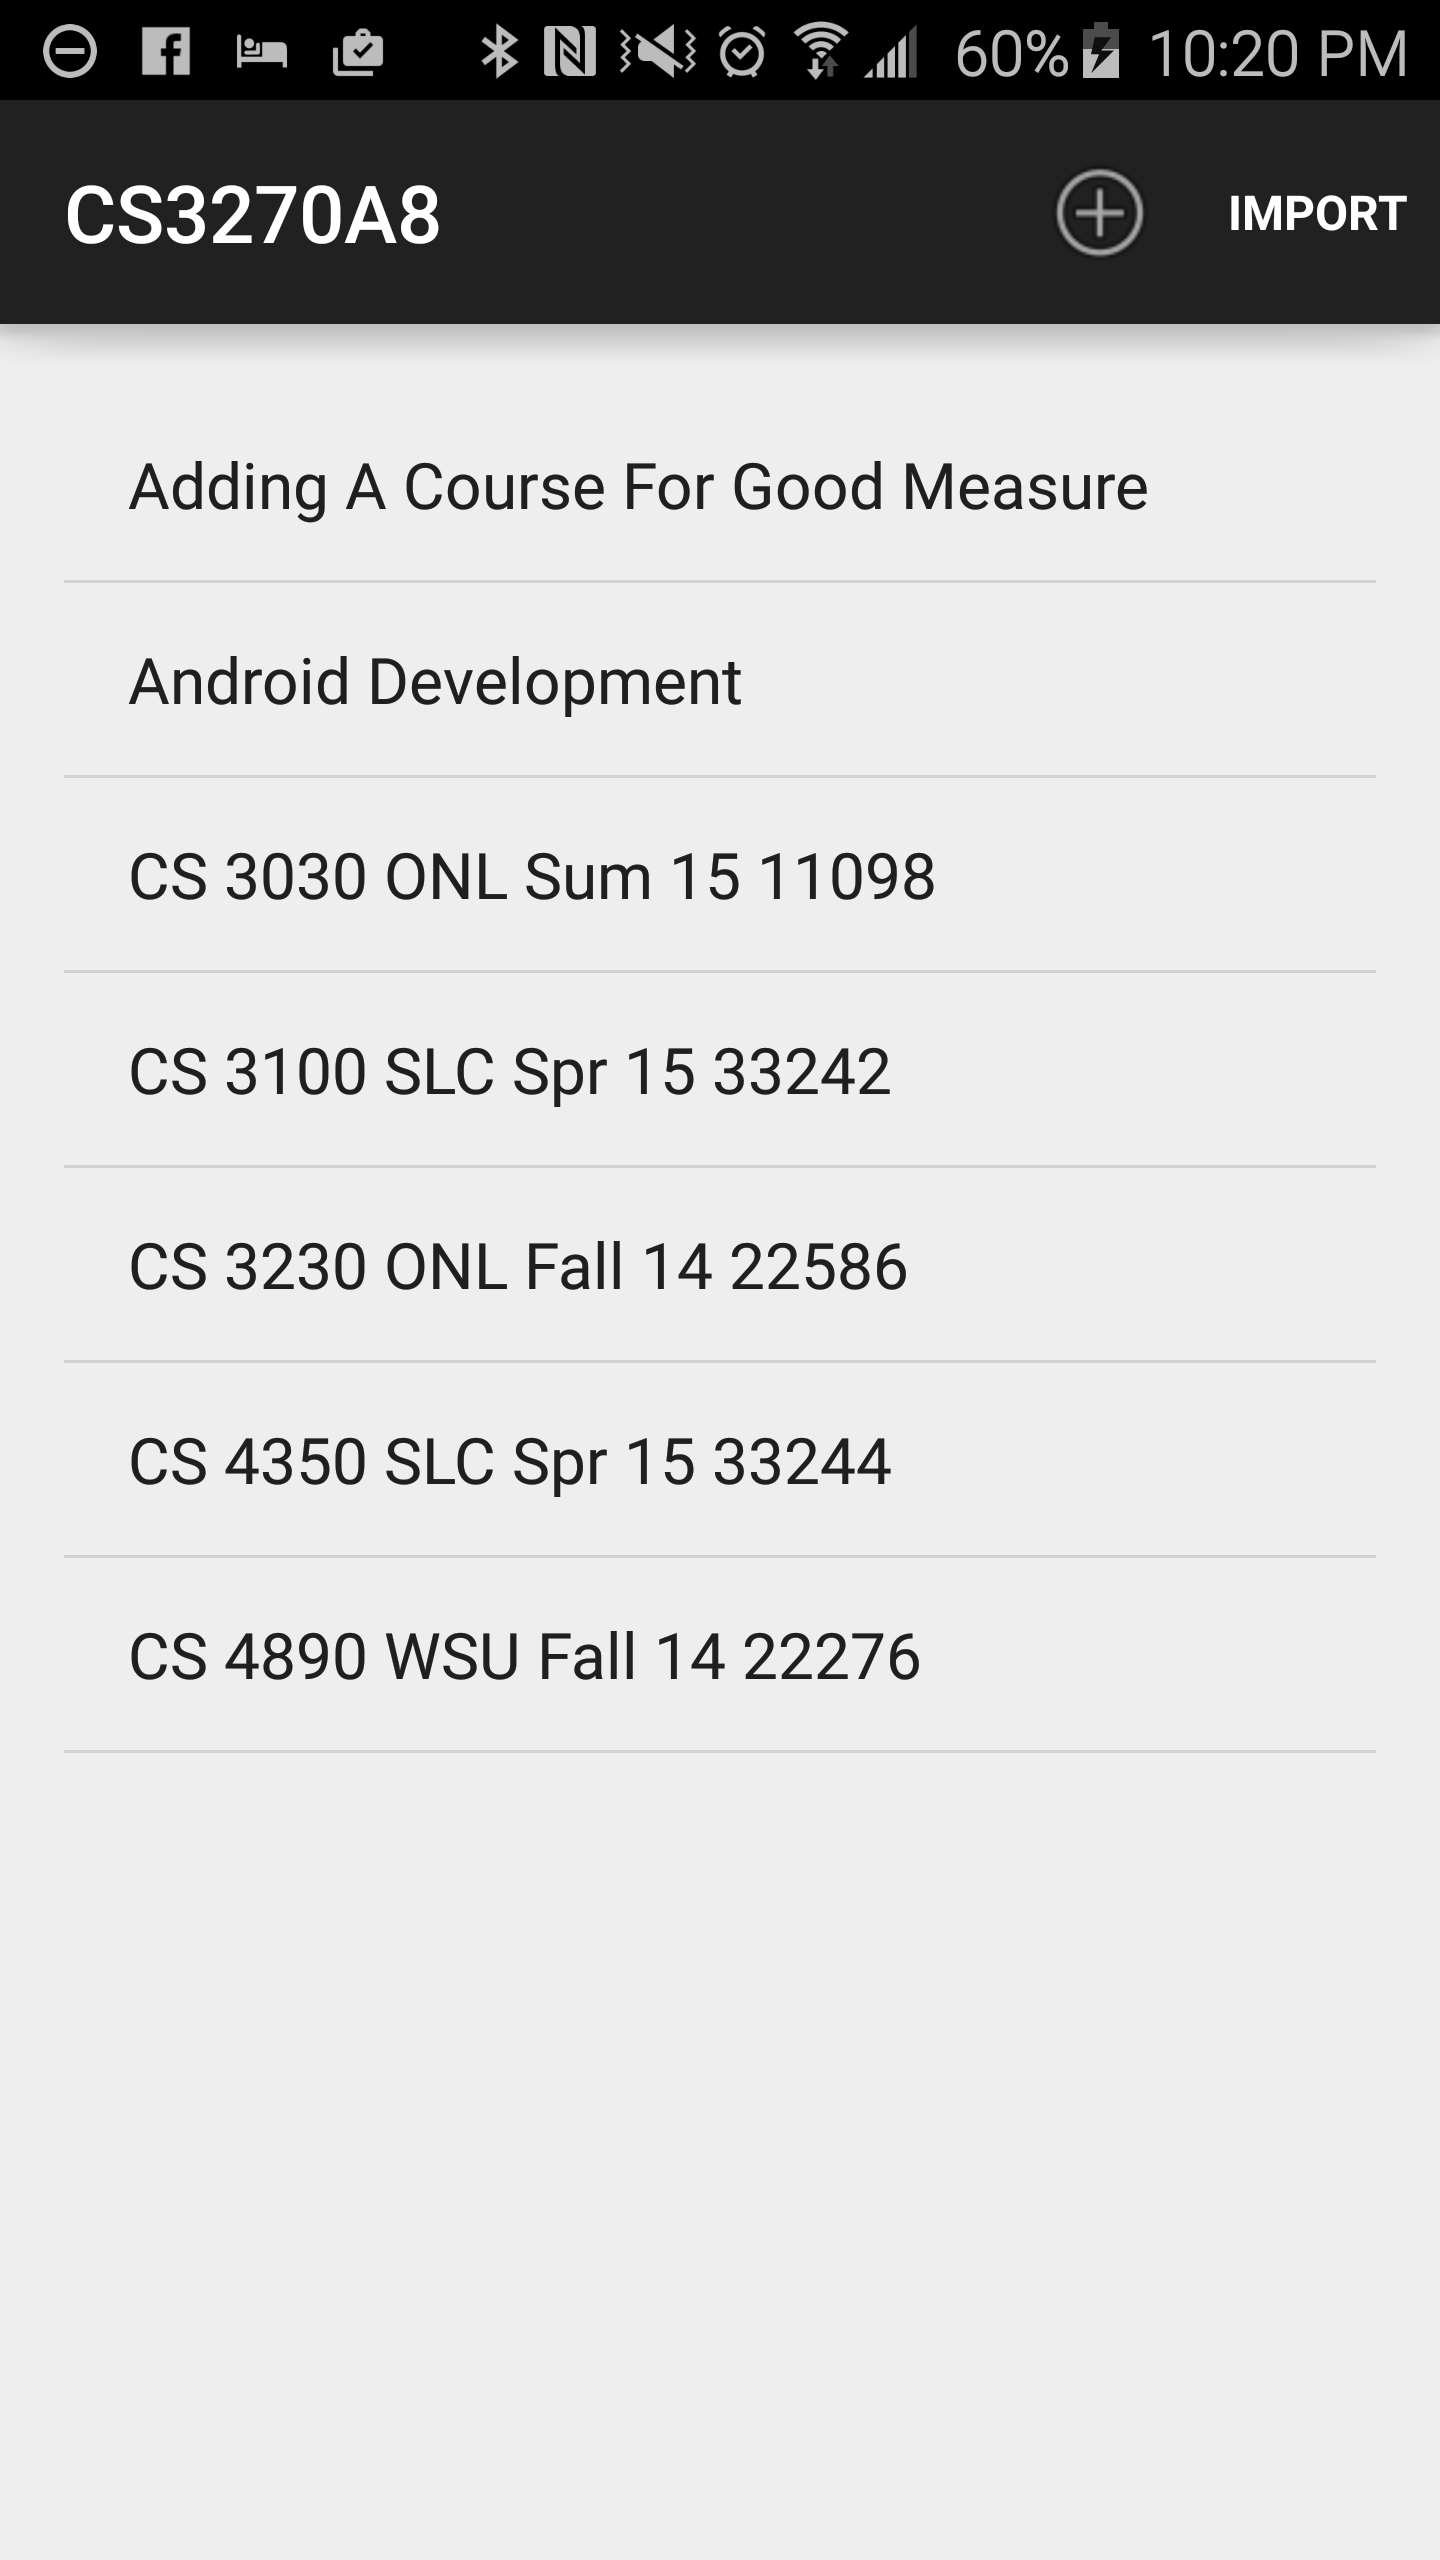 60% 10:20 PM
CS3270A8 IMPORT
Adding A Course For Good Measure
Android Development
CS 3030 ONL Sum 15 11098
CS 3100 SLC Spr 15 33242
CS 3230 ONL Fall 14 22586
CS 4350 SLC Spr 15 33244
CS 4890 WSU Fall 14 22276